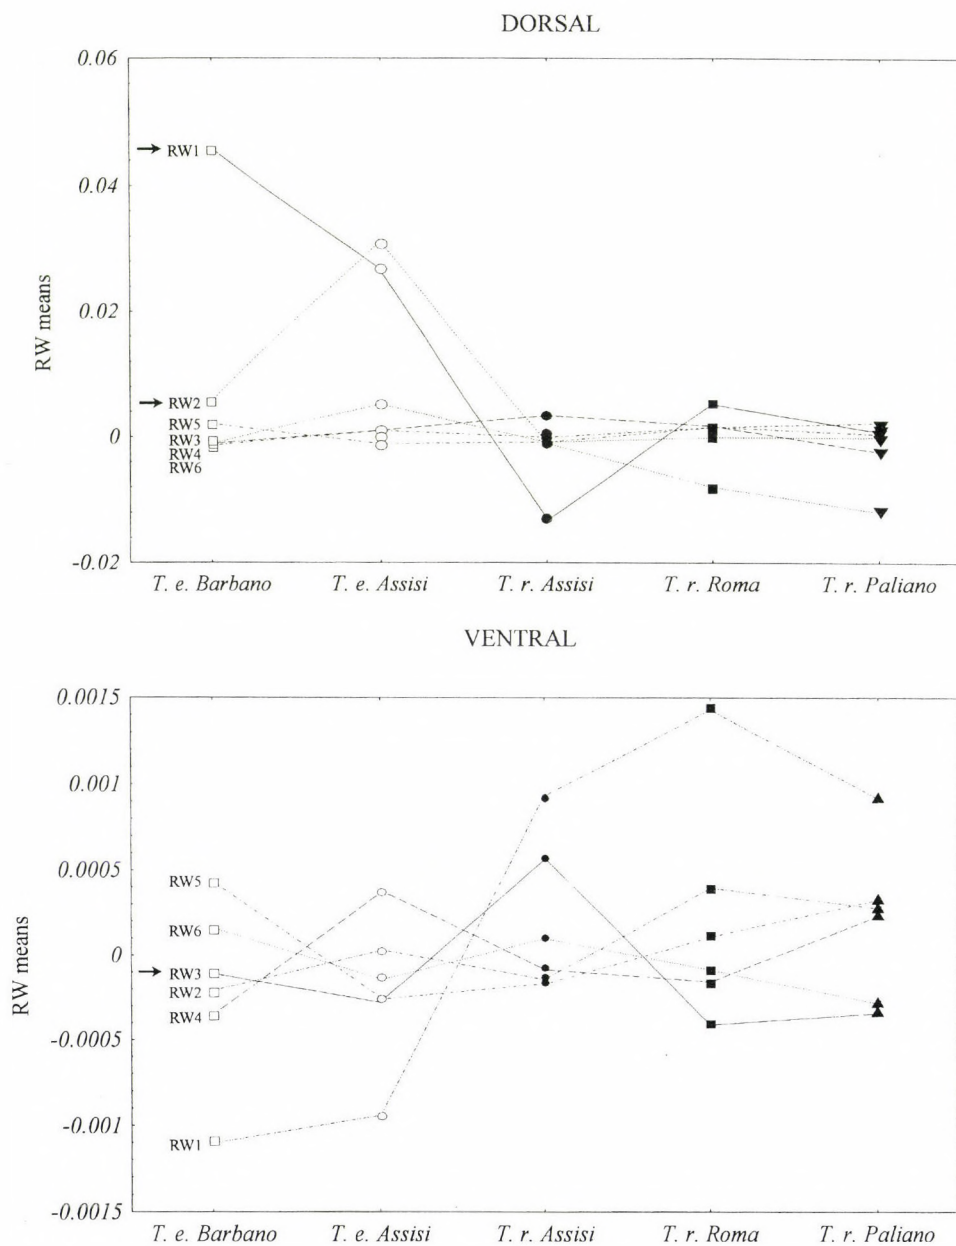 DORSAL
0.06
0.04
0.02
0
-0.02
RW means
RW1
RW2
RW5
RW3
RW4
RW6
T. e. Barbano T. e. Assisi T. r. Assisi T. r. Roma T. r. Paliano
VENTRAL
0.0015
0.001
0.0005
0
-0.0005
-0.001
-0.0015
RW means
RW5
RW6
RW3
RW2
RW4
RW1
T. e. Barbano T. e. Assisi T. r. Assisi T. r. Roma T. r. Paliano